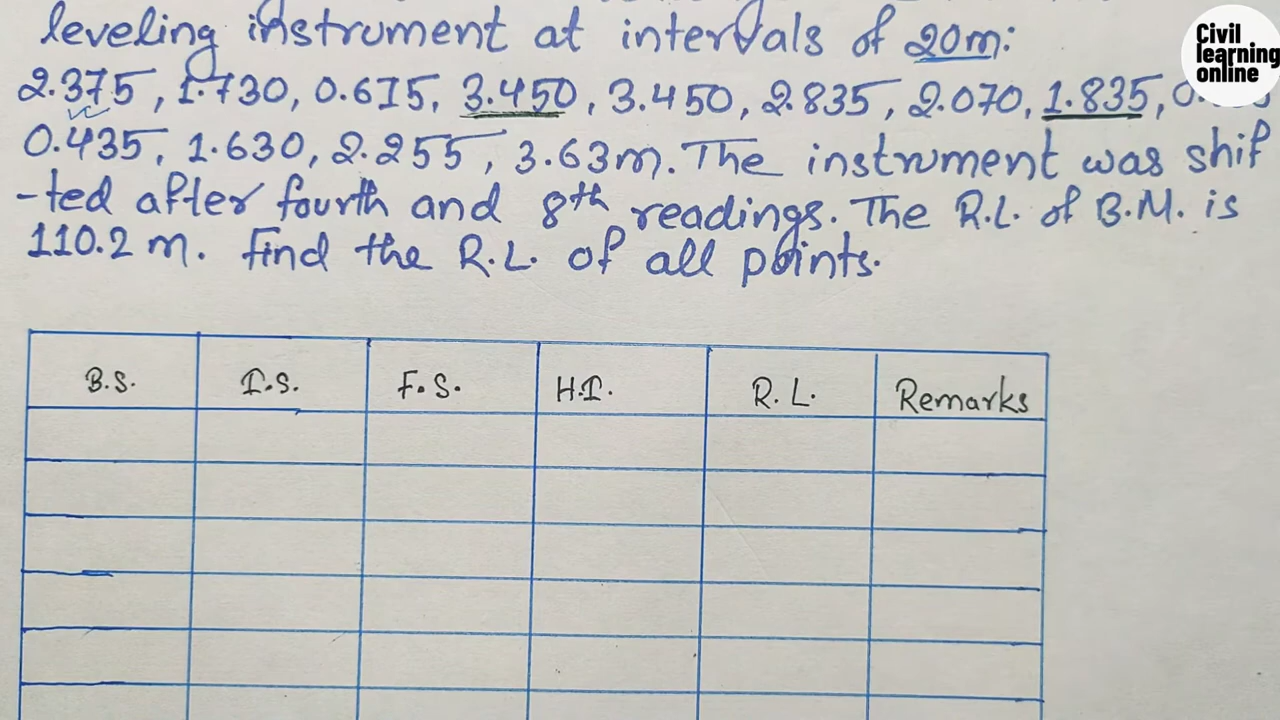 leveling instrument at intervals of 20m:
2.375, 1.730, 0.615, 3.450, 3.450, 2.835, 2.070, 1.835,
0.435, 1.630, 2.255, 3.63m. The instrument was shif
-ted after fourth and 8th readings. The R.L. of B.M. is
110.2 m. Find the R.L. of all points.
B.S. I.S. F.S. H.I. R.L. Remarks
Civil
learning
online